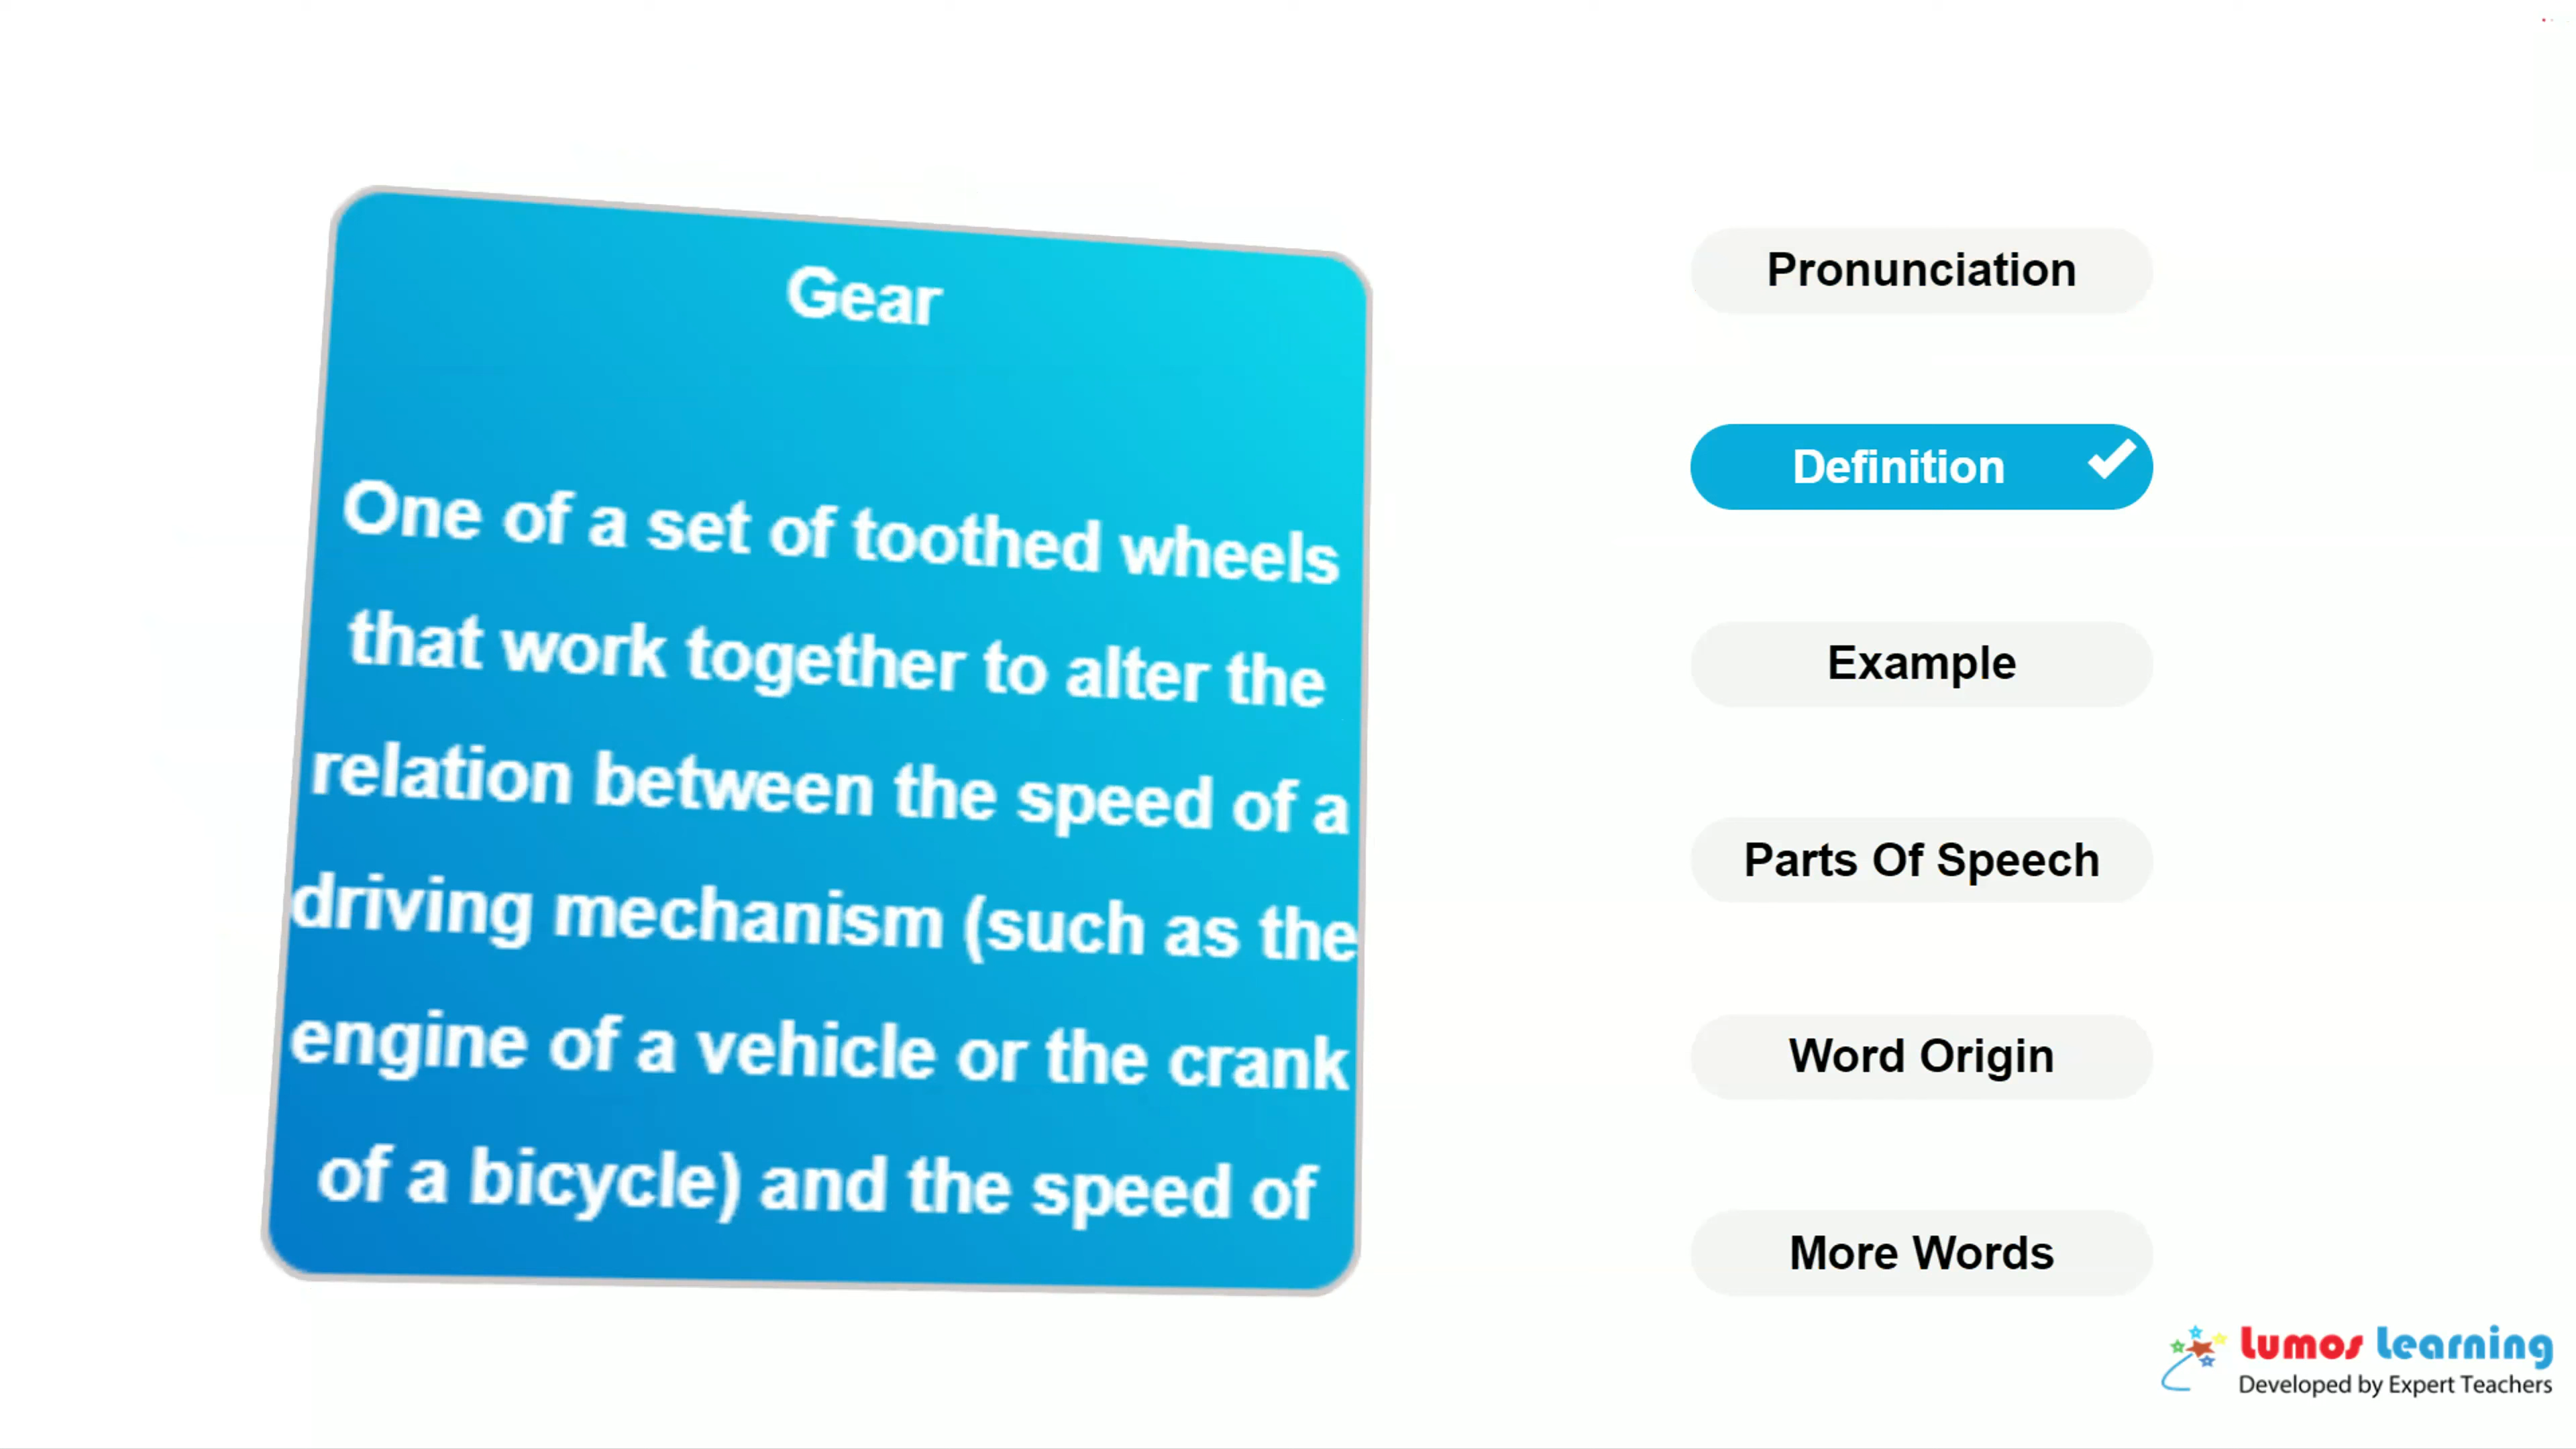 Gear
One of a set of toothed wheels
that work together to alter the
relation between the speed of a
driving mechanism (such as the
engine of a vehicle or the crank
of a bicycle) and the speed of
Pronunciation
Definition
Example
Parts Of Speech
Word Origin
More Words
Lumos Learning
Developed by Expert Teachers